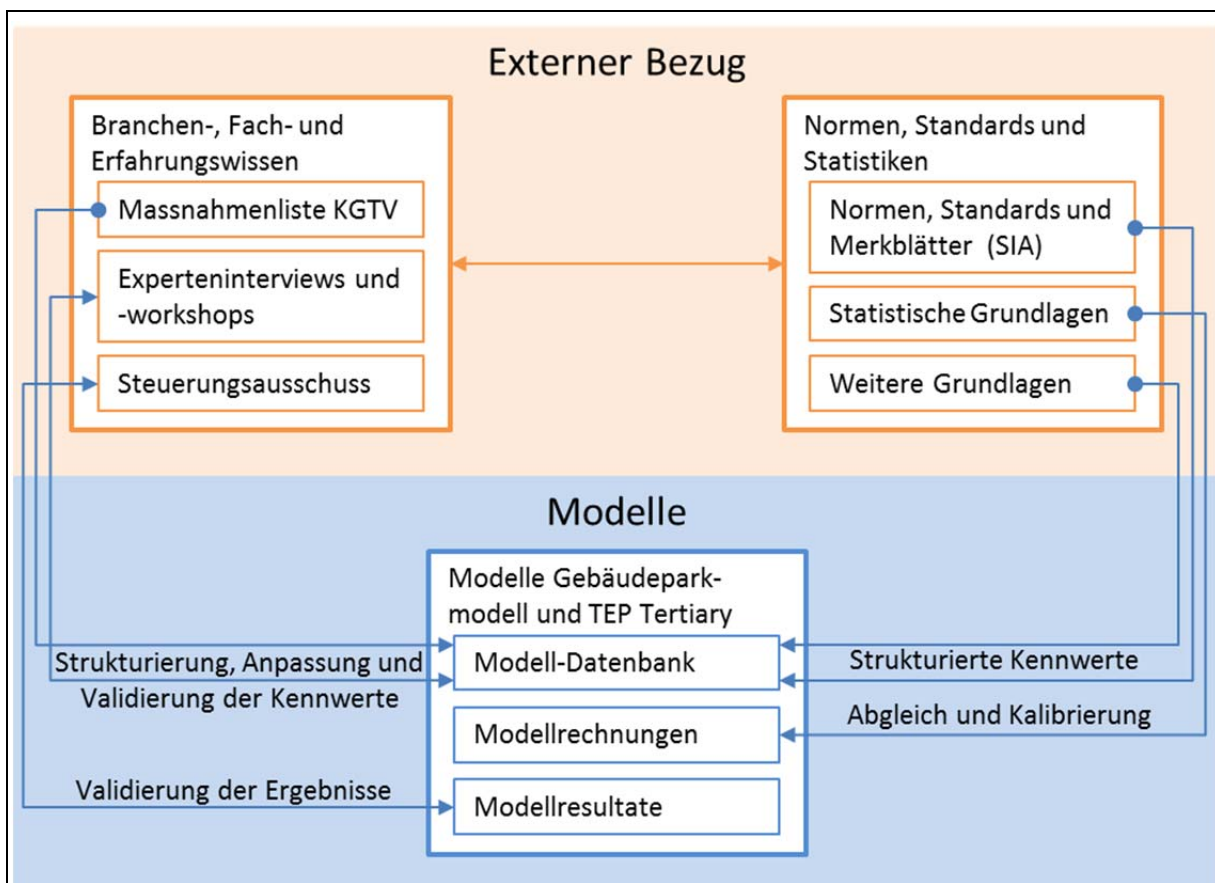 Externer Bezug
Branchen-, Fach- und
Erfahrungswissen
Massnahmenliste KGTV
Experteninterviews und
-workshops
Steuerungsausschuss
Normen, Standards und
Statistiken
Normen, Standards und
Merkblätter (SIA)
Statistische Grundlagen
Weitere Grundlagen
Modelle
Modelle Gebäudepark-
modell und TEP Tertiary
Modell-Datenbank
Modellrechnungen
Modellresultate
Strukturierung, Anpassung und
Validierung der Kennwerte
Validierung der Ergebnisse
Strukturierte Kennwerte
Abgleich und Kalibrierung